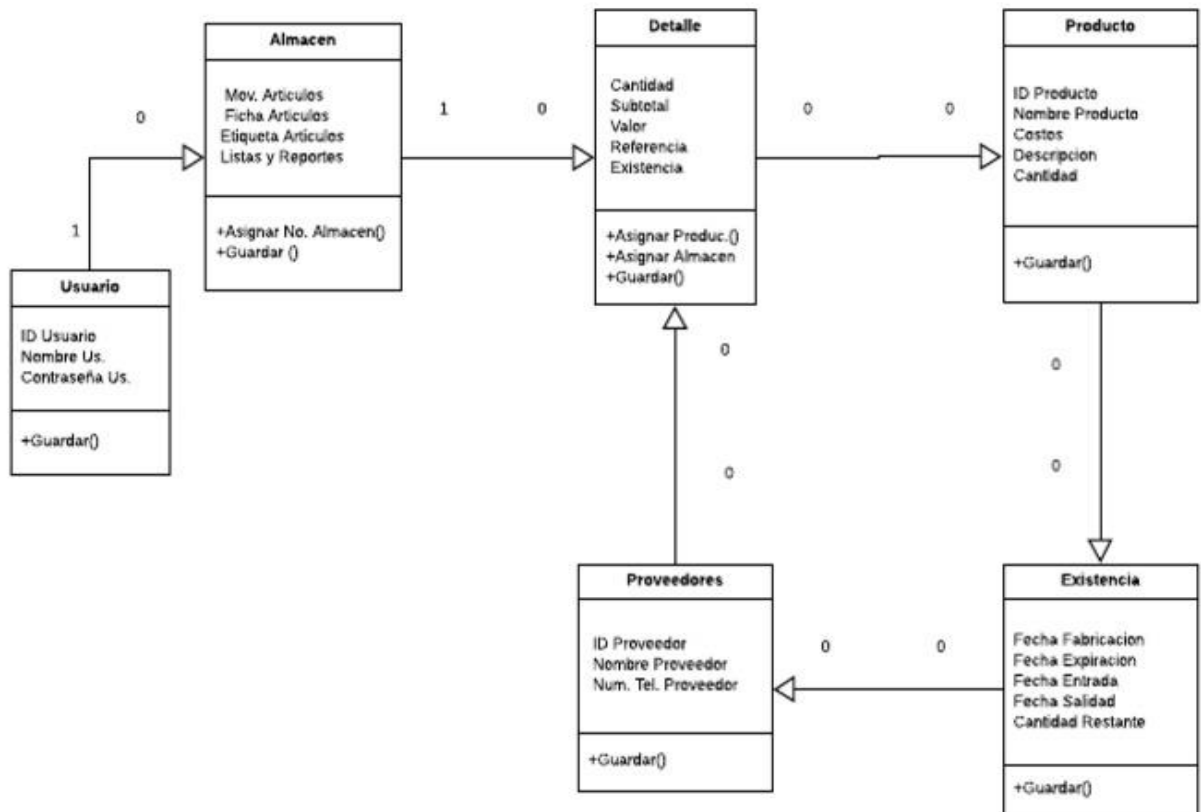 Almacen
Mov. Articulos
Ficha Articulos
Etiqueta Articulos
Listas y Reportes
+Asignar No. Almacen()
+Guardar ()
0
1
Usuario
ID Usuario
Nombre Us.
Contraseña Us.
+Guardar()
1
0
Detalle
Cantidad
Subtotal
Valor
Referencia
Existencia
+Asignar Produc.()
+Asignar Almacen
+Guardar()
0
0
Producto
ID Producto
Nombre Producto
Costos
Descripcion
Cantidad
+Guardar()
0
0
0
0
Proveedores
ID Proveedor
Nombre Proveedor
Num. Tel. Proveedor
+Guardar()
0
0
Existencia
Fecha Fabricacion
Fecha Expiracion
Fecha Entrada
Fecha Salidad
Cantidad Restante
+Guardar()